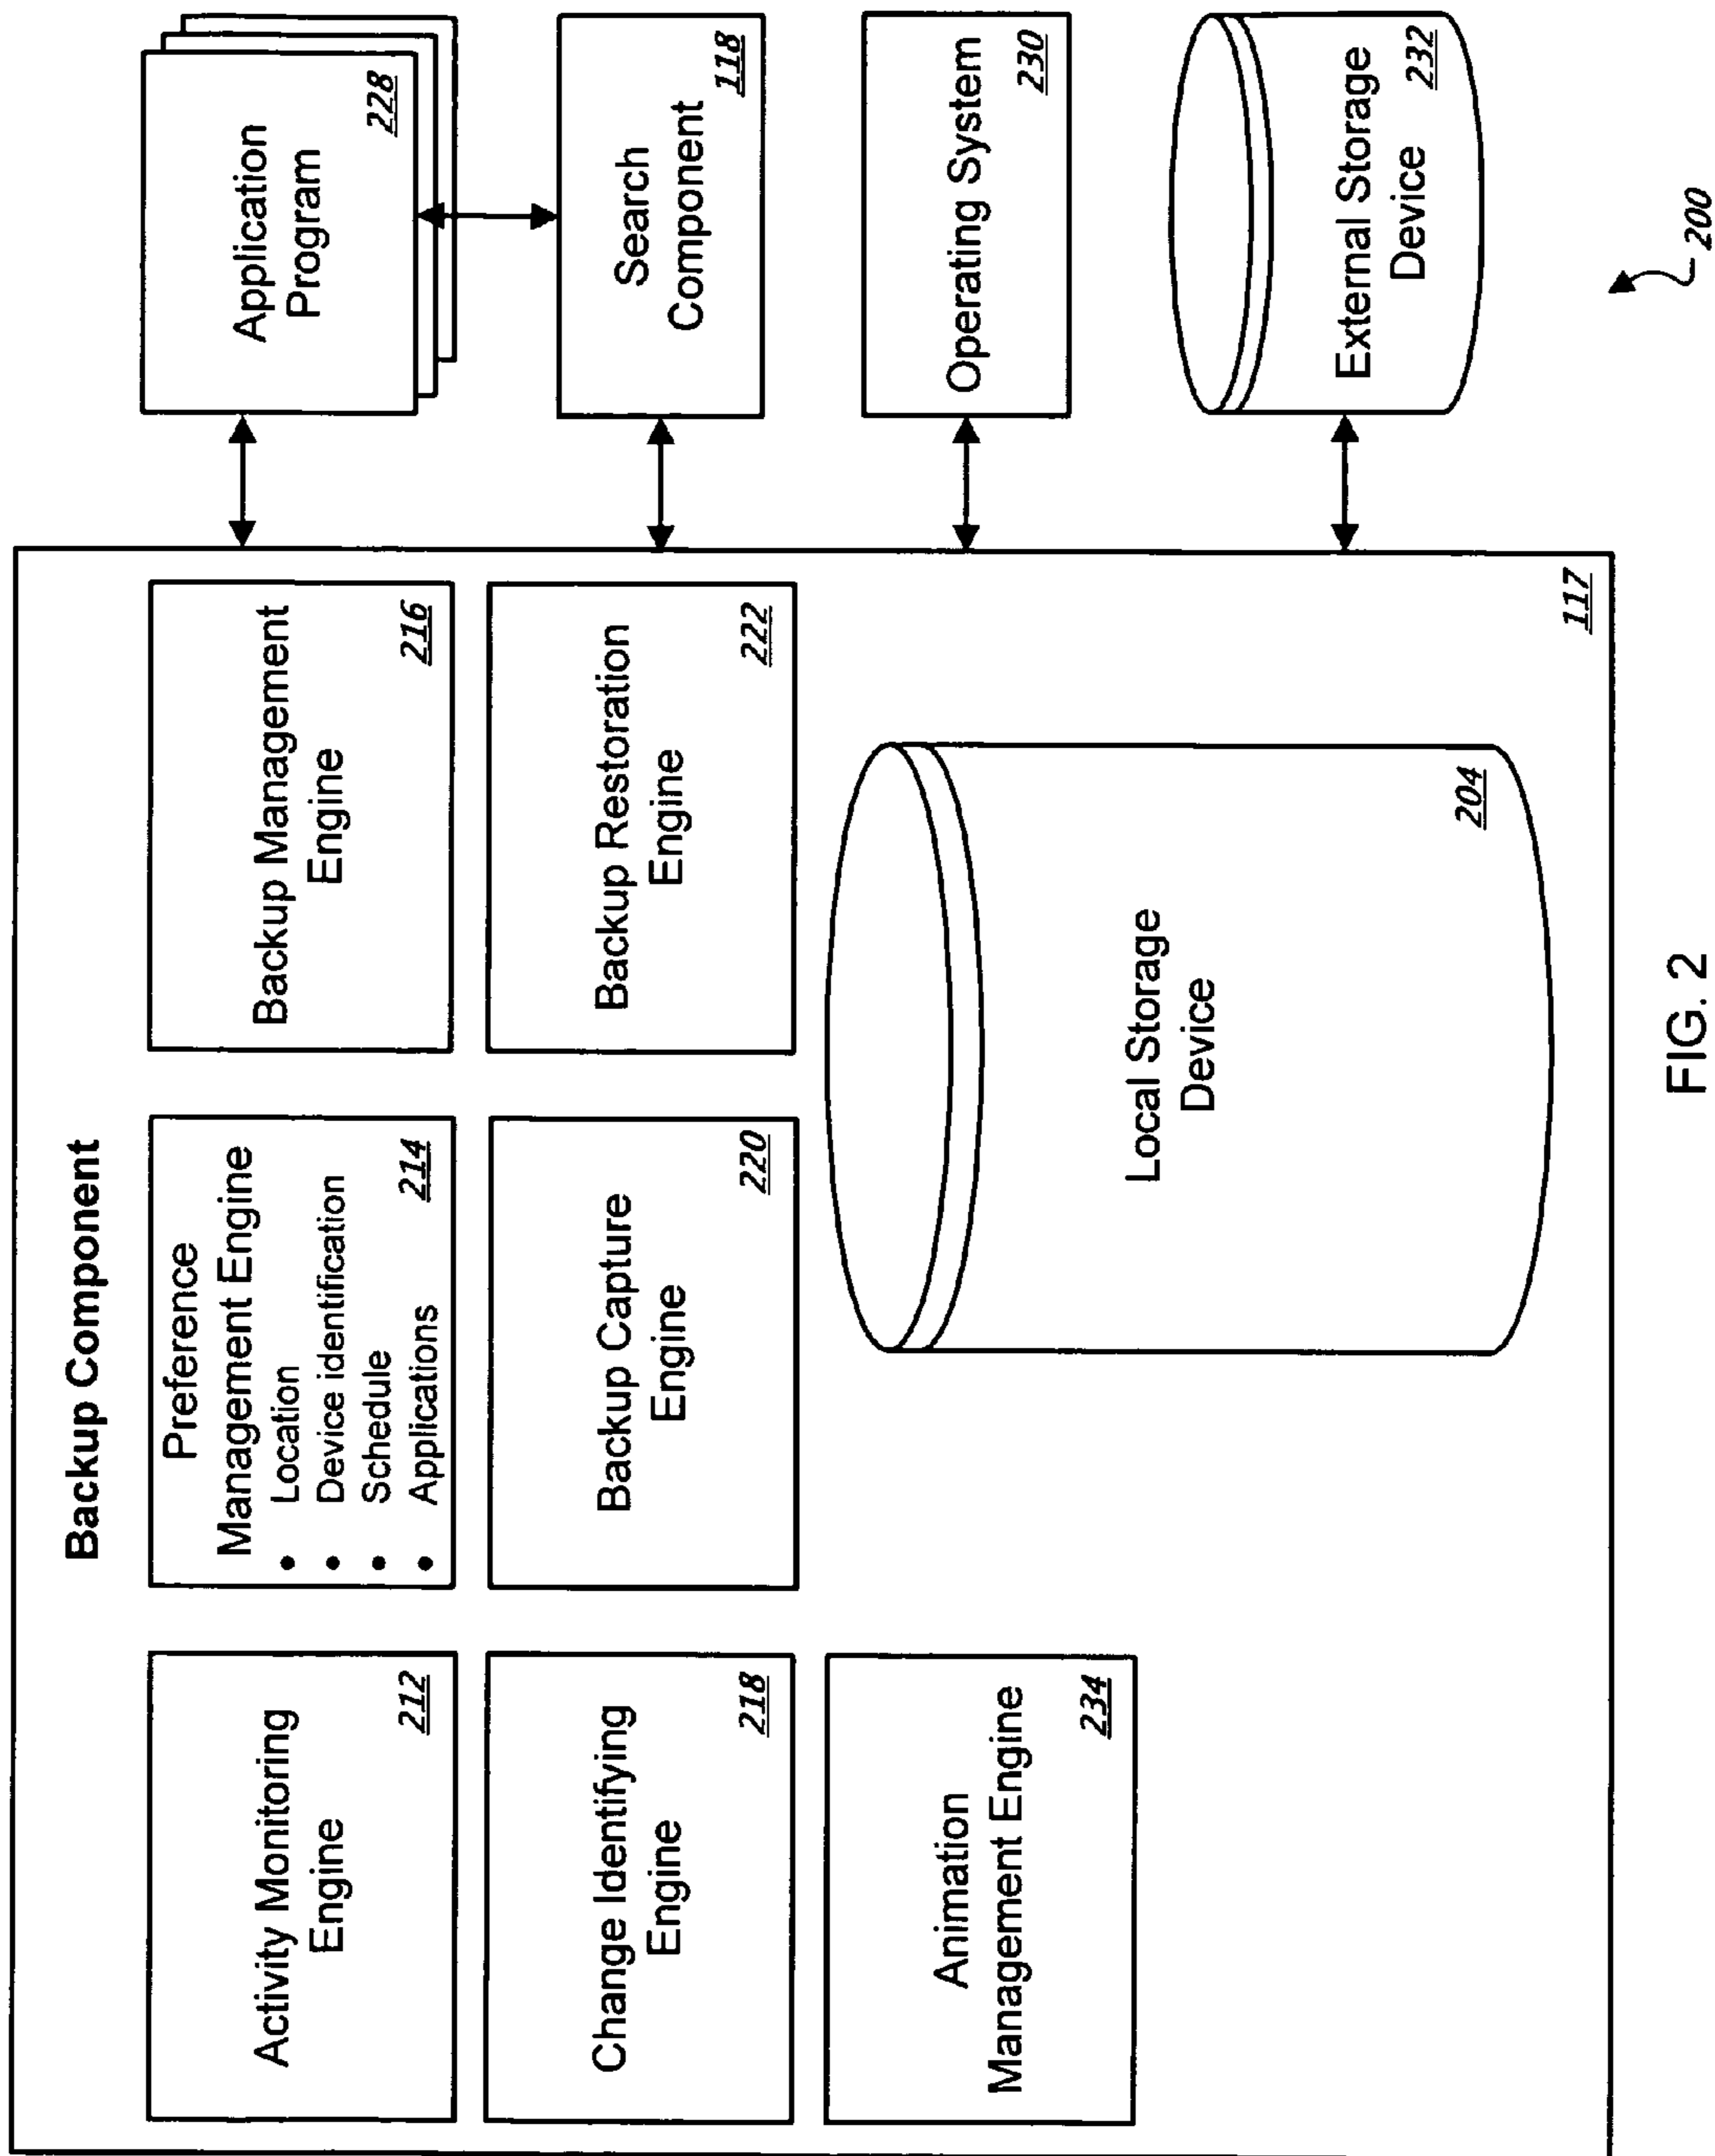 Backup Component
Activity Monitoring
Engine
212
Preference
Management Engine
• Location
• Device identification
• Schedule
• Applications
214
Backup Management
Engine
216
Change Identifying
Engine
218
Backup Capture
Engine
220
Backup Restoration
Engine
222
Animation
Management Engine
234
Local Storage
Device
204
117
Application
Program
228
Search
Component
118
Operating System
230
External Storage
Device
232
200
FIG. 2